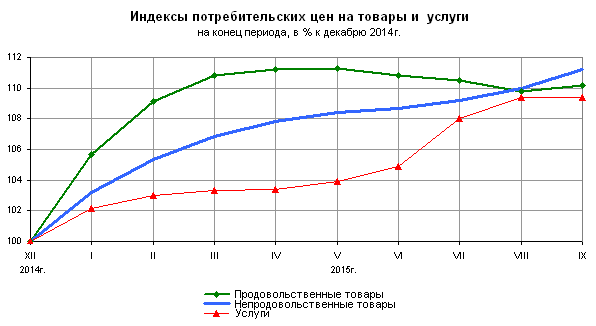 Индексы потребительских цен на товары и услуги
на конец периода, в % к декабрю 2014г.
112
110
108
106
104
102
100
XII I II III IV V VI VII VIII IX
2014г. 2015г.
Продовольственные товары
Непродовольственные товары
Услуги